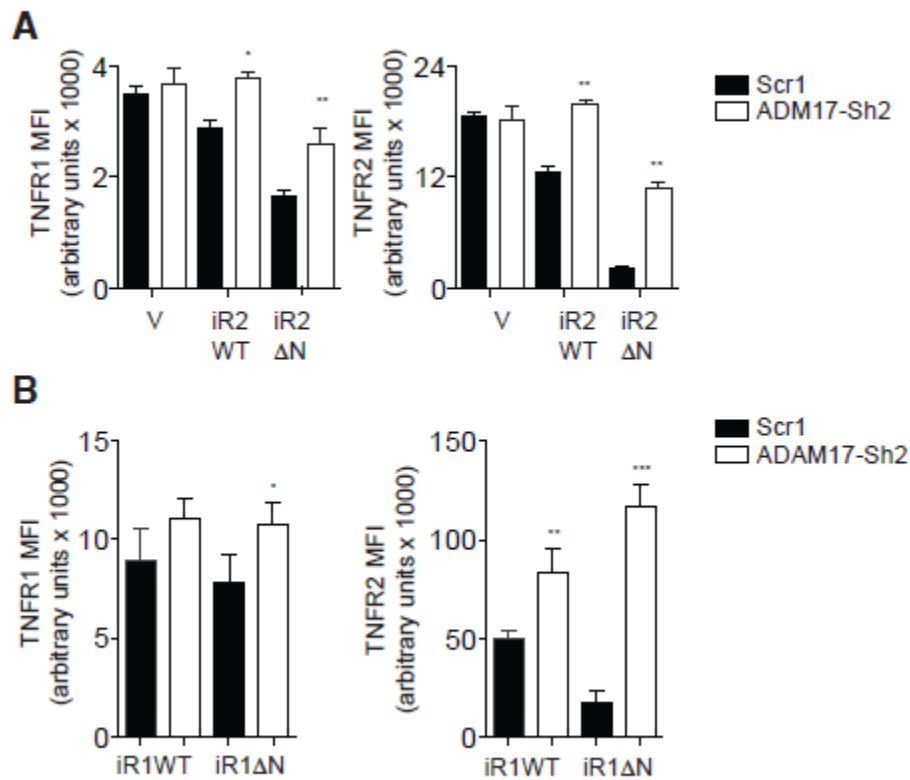 A
TNFR1 MFI
(arbitrary units x 1000)
4
2
0
* **
V iR2 iR2
WT ΔN
TNFR2 MFI
(arbitrary units x 1000)
24
12
0
** **
V iR2 iR2
WT ΔN
Scr1
ADM17-Sh2
B
TNFR1 MFI
(arbitrary units x 1000)
15
10
5
0
*
iR1WT iR1ΔN
TNFR2 MFI
(arbitrary units x 1000)
150
100
50
0
** ***
iR1WT iR1ΔN
Scr1
ADAM17-Sh2